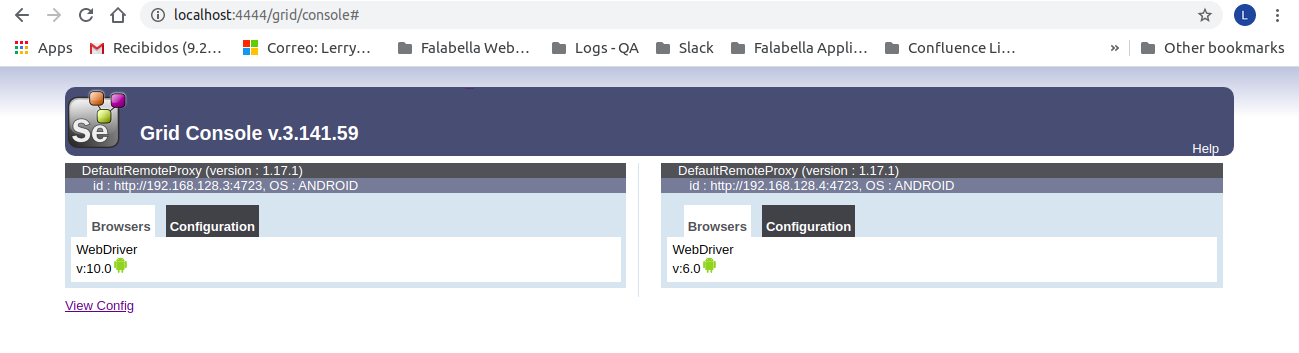 localhost:4444/grid/console#
L
Apps Recibidos (9.2… Correo: Lerry… Falabella Web… Logs - QA Slack Falabella Appli… Confluence Li… » Other bookmarks
Se
Grid Console v.3.141.59
Help
DefaultRemoteProxy (version : 1.17.1)
id : http://192.168.128.3:4723, OS : ANDROID
Browsers Configuration
WebDriver
v:10.0
DefaultRemoteProxy (version : 1.17.1)
id : http://192.168.128.4:4723, OS : ANDROID
Browsers Configuration
WebDriver
v:6.0
View Config